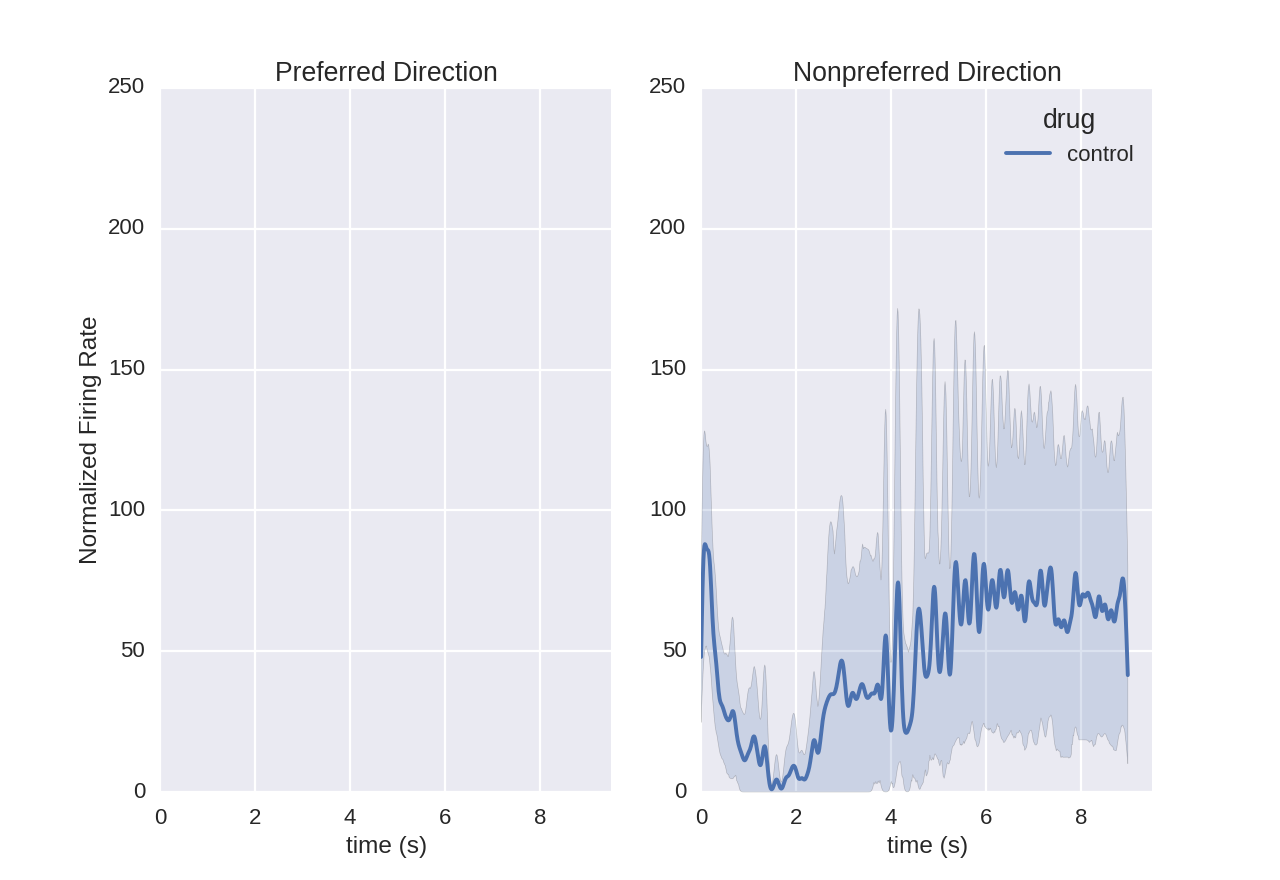 Preferred Direction
Nonpreferred Direction
250
200
150
100
50
0
0 2 4 6 8
time (s)
Normalized Firing Rate
250
200
150
100
50
0
0 2 4 6 8
time (s)
drug
control